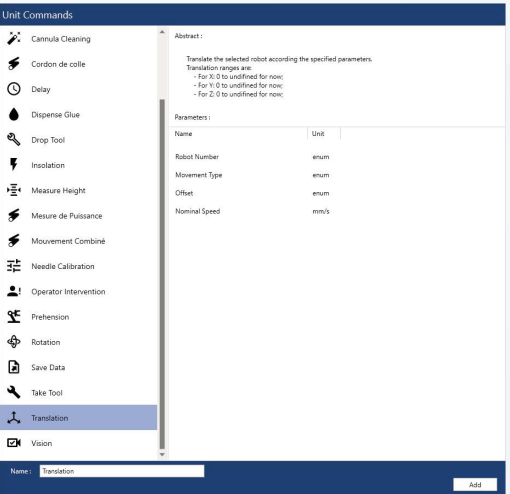 Unit Commands
Cannula Cleaning
Cordon de colle
Delay
Dispense Glue
Drop Tool
Insolation
Measure Height
Mesure de Puissance
Mouvement Combiné
Needle Calibration
Operator Intervention
Prehension
Rotation
Save Data
Take Tool
Translation
Vision
Abstract :
Translate the selected robot according the specified parameters.
Translation ranges are:
- For X: 0 to undifined for now;
- For Y: 0 to undifined for now;
- For Z: 0 to undifined for now;
Parameters :
Name Unit
Robot Number enum
Movement Type enum
Offset enum
Nominal Speed mm/s
Name : Translation
Add